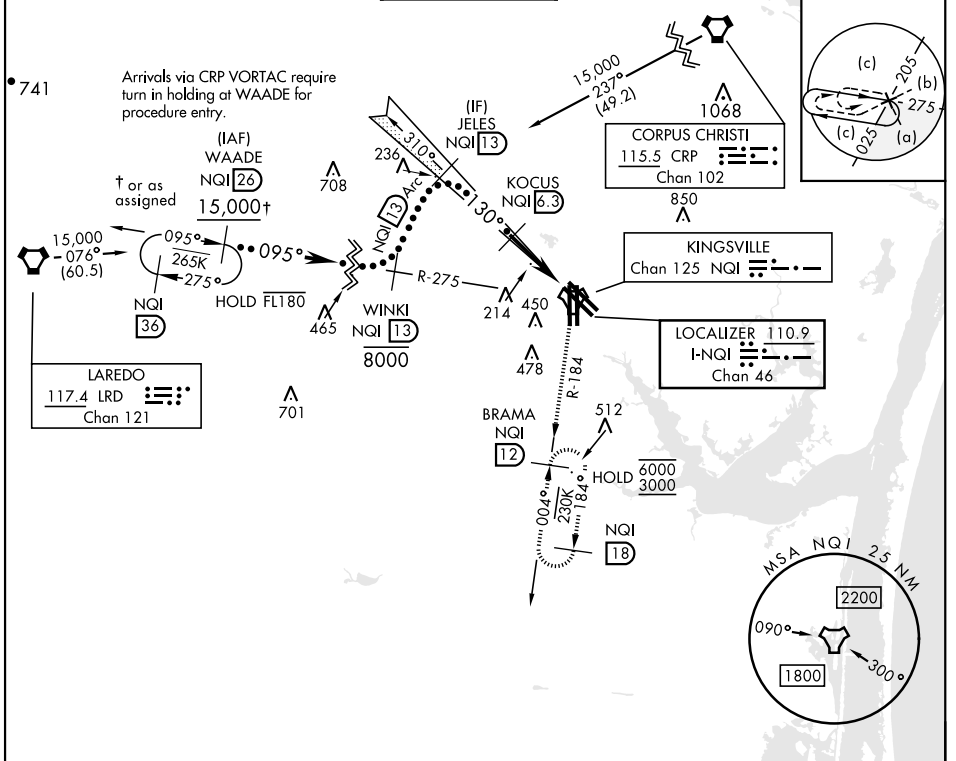 741
Arrivals via CRP VORTAC require
turn in holding at WAADE for
procedure entry.
(IAF)
WAADE
NQI 26
15,000†
† or as
assigned
15,000
076°
(60.5)
095°
265K
275°
095°
NQI
36
HOLD FL180
LAREDO
117.4 LRD
Chan 121
708
236
465
701
310°
(IF)
JELES
NQI 13
NQI 13 Arc
130°
KOCUS
NQI 6.3
R-275
WINKI
NQI 13
8000
214
450
478
15,000
237°
(49.2)
1068
CORPUS CHRISTI
115.5 CRP
Chan 102
850
KINGSVILLE
Chan 125 NQI
LOCALIZER 110.9
I-NQI
Chan 46
R-184
BRAMA
NQI
12
512
HOLD 6000
3000
004°
230K
184°
NQI
18
(c)
205
(b)
275
(c)
(a)
025
MSA NQI 25 NM
2200
090°
1800
300°